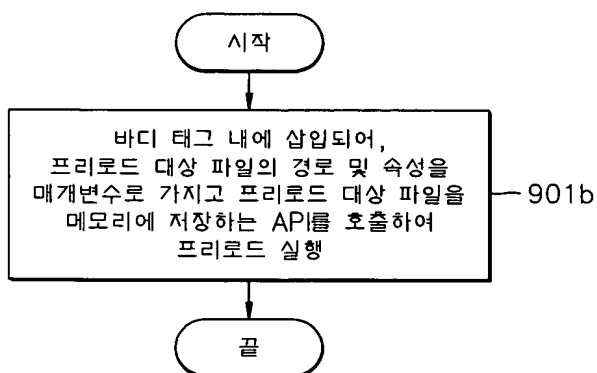 시작
바디 태그 내에 삽입되어,
프리로드 대상 파일의 경로 및 속성을
매개변수로 가지고 프리로드 대상 파일을
메모리에 저장하는 API를 호출하여
프리로드 실행
901b
끝